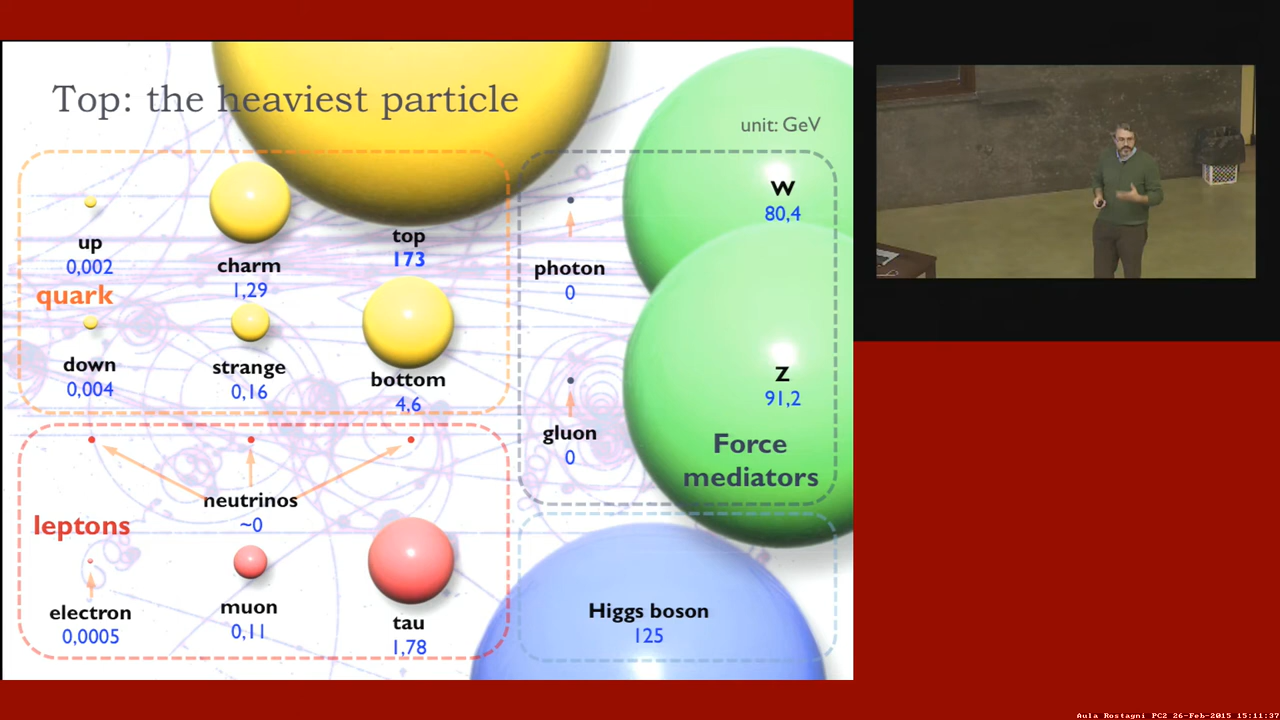 Top: the heaviest particle
unit: GeV
up
0,002
charm
1,29
top
173
quark
down
0,004
strange
0,16
bottom
4,6
photon
0
W
80,4
gluon
0
Z
91,2
Force
mediators
neutrinos
~0
leptons
electron
0,0005
muon
0,11
tau
1,78
Higgs boson
125
Aula Rostagni PC2 26-Feb-2015 15:11:37